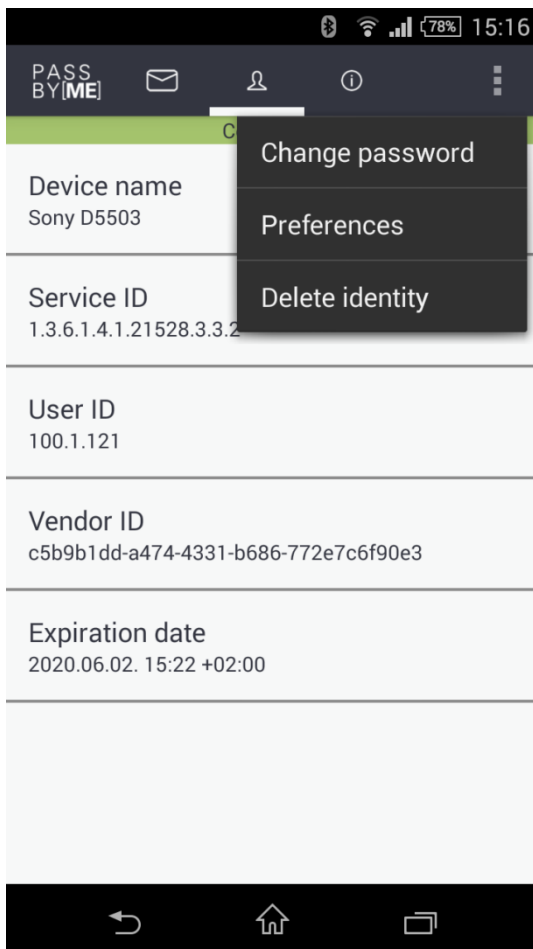 78% 15:16
PASS
BY[ME]
C
Change password
Preferences
Delete identity
Device name
Sony D5503
Service ID
1.3.6.1.4.1.21528.3.3.2
User ID
100.1.121
Vendor ID
c5b9b1dd-a474-4331-b686-772e7c6f90e3
Expiration date
2020.06.02. 15:22 +02:00